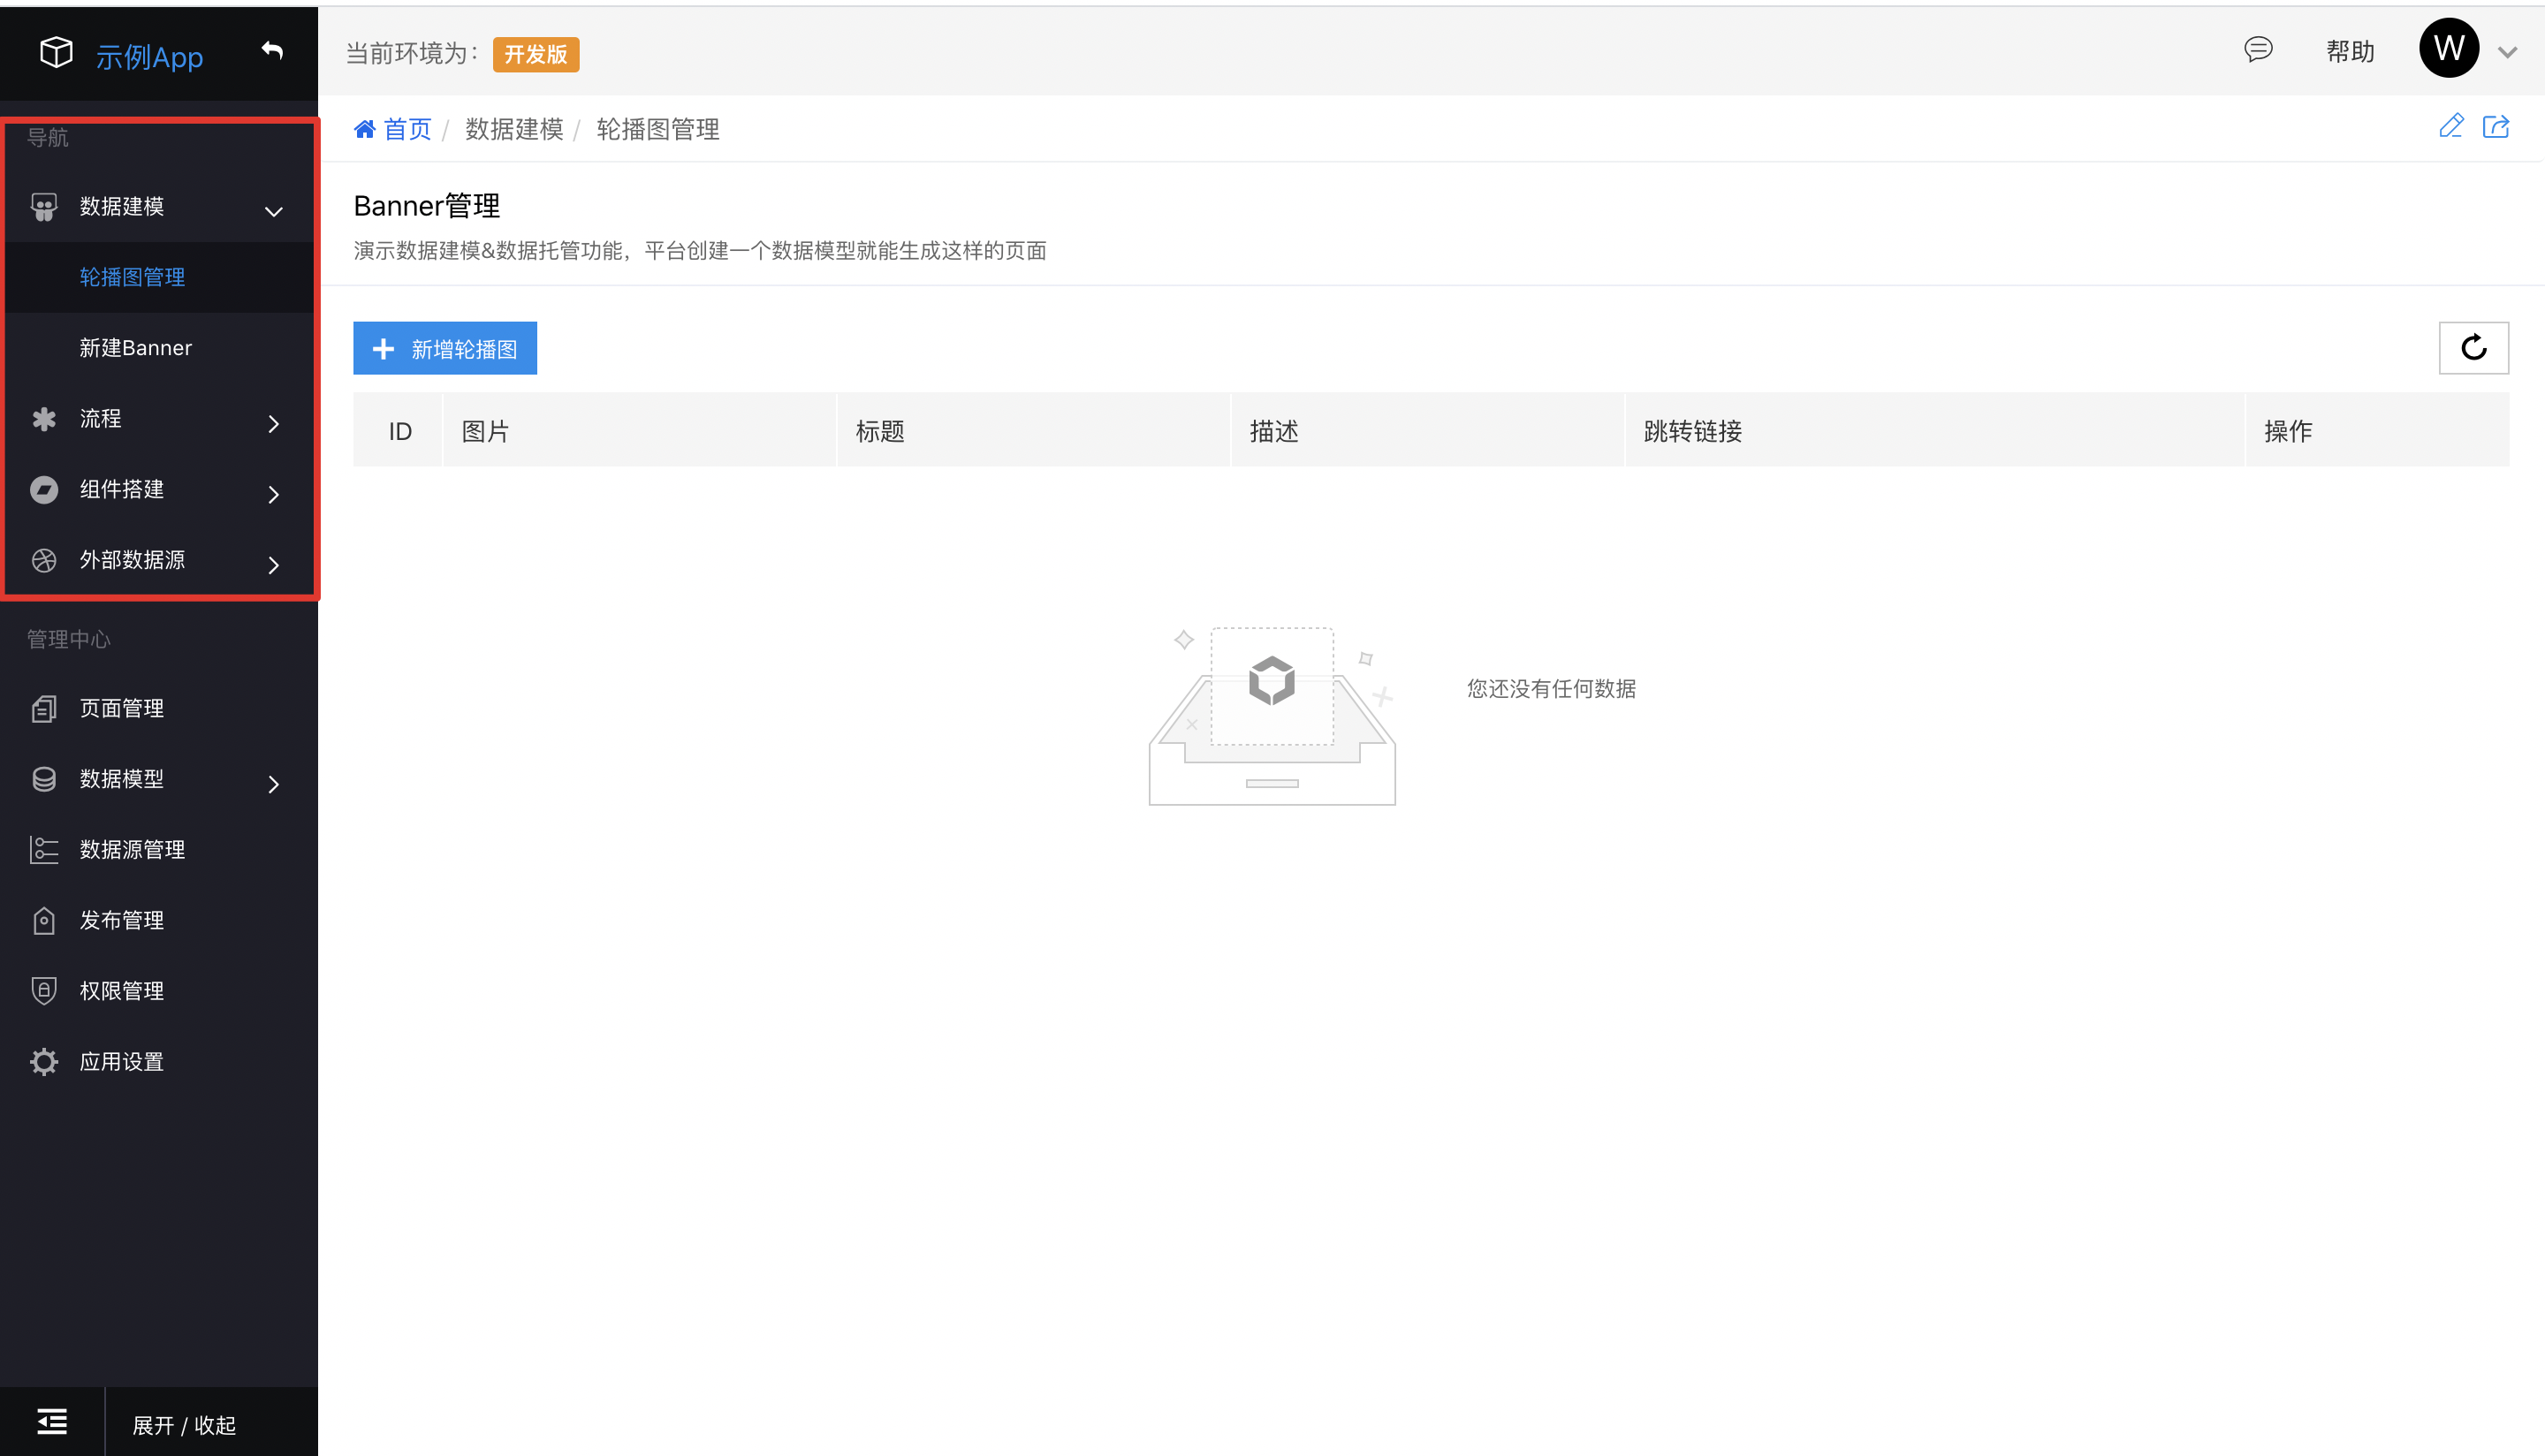 示例App
当前环境为：
开发版
帮助
W
导航
数据建模
轮播图管理
新建Banner
流程
组件搭建
外部数据源
管理中心
页面管理
数据模型
数据源管理
发布管理
权限管理
应用设置
展开 / 收起
首页 / 数据建模 / 轮播图管理
Banner管理
演示数据建模&数据托管功能，平台创建一个数据模型就能生成这样的页面
新增轮播图
ID 图片 标题 描述 跳转链接 操作
您还没有任何数据